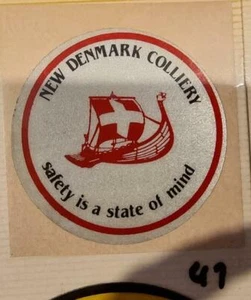 NEW DENMARK COLLIERY
safety is a state of mind
41